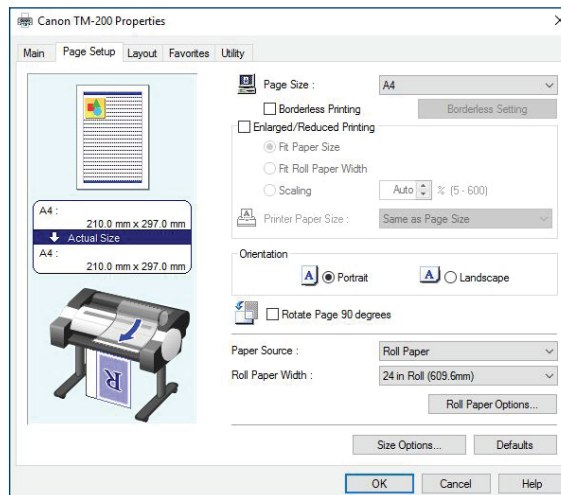 Canon TM-200 Properties
Main Page Setup Layout Favorites Utility
Page Size : A4
Borderless Printing Borderless Setting
Enlarged/Reduced Printing
Fit Paper Size
Fit Roll Paper Width
Scaling Auto % (5 - 600)
Printer Paper Size : Same as Page Size
A4 :
210.0 mm x 297.0 mm
Actual Size
A4 :
210.0 mm x 297.0 mm
Orientation
A Portrait A Landscape
Rotate Page 90 degrees
R
Paper Source : Roll Paper
Roll Paper Width : 24 in Roll (609.6mm)
Roll Paper Options...
Size Options... Defaults
OK Cancel Help